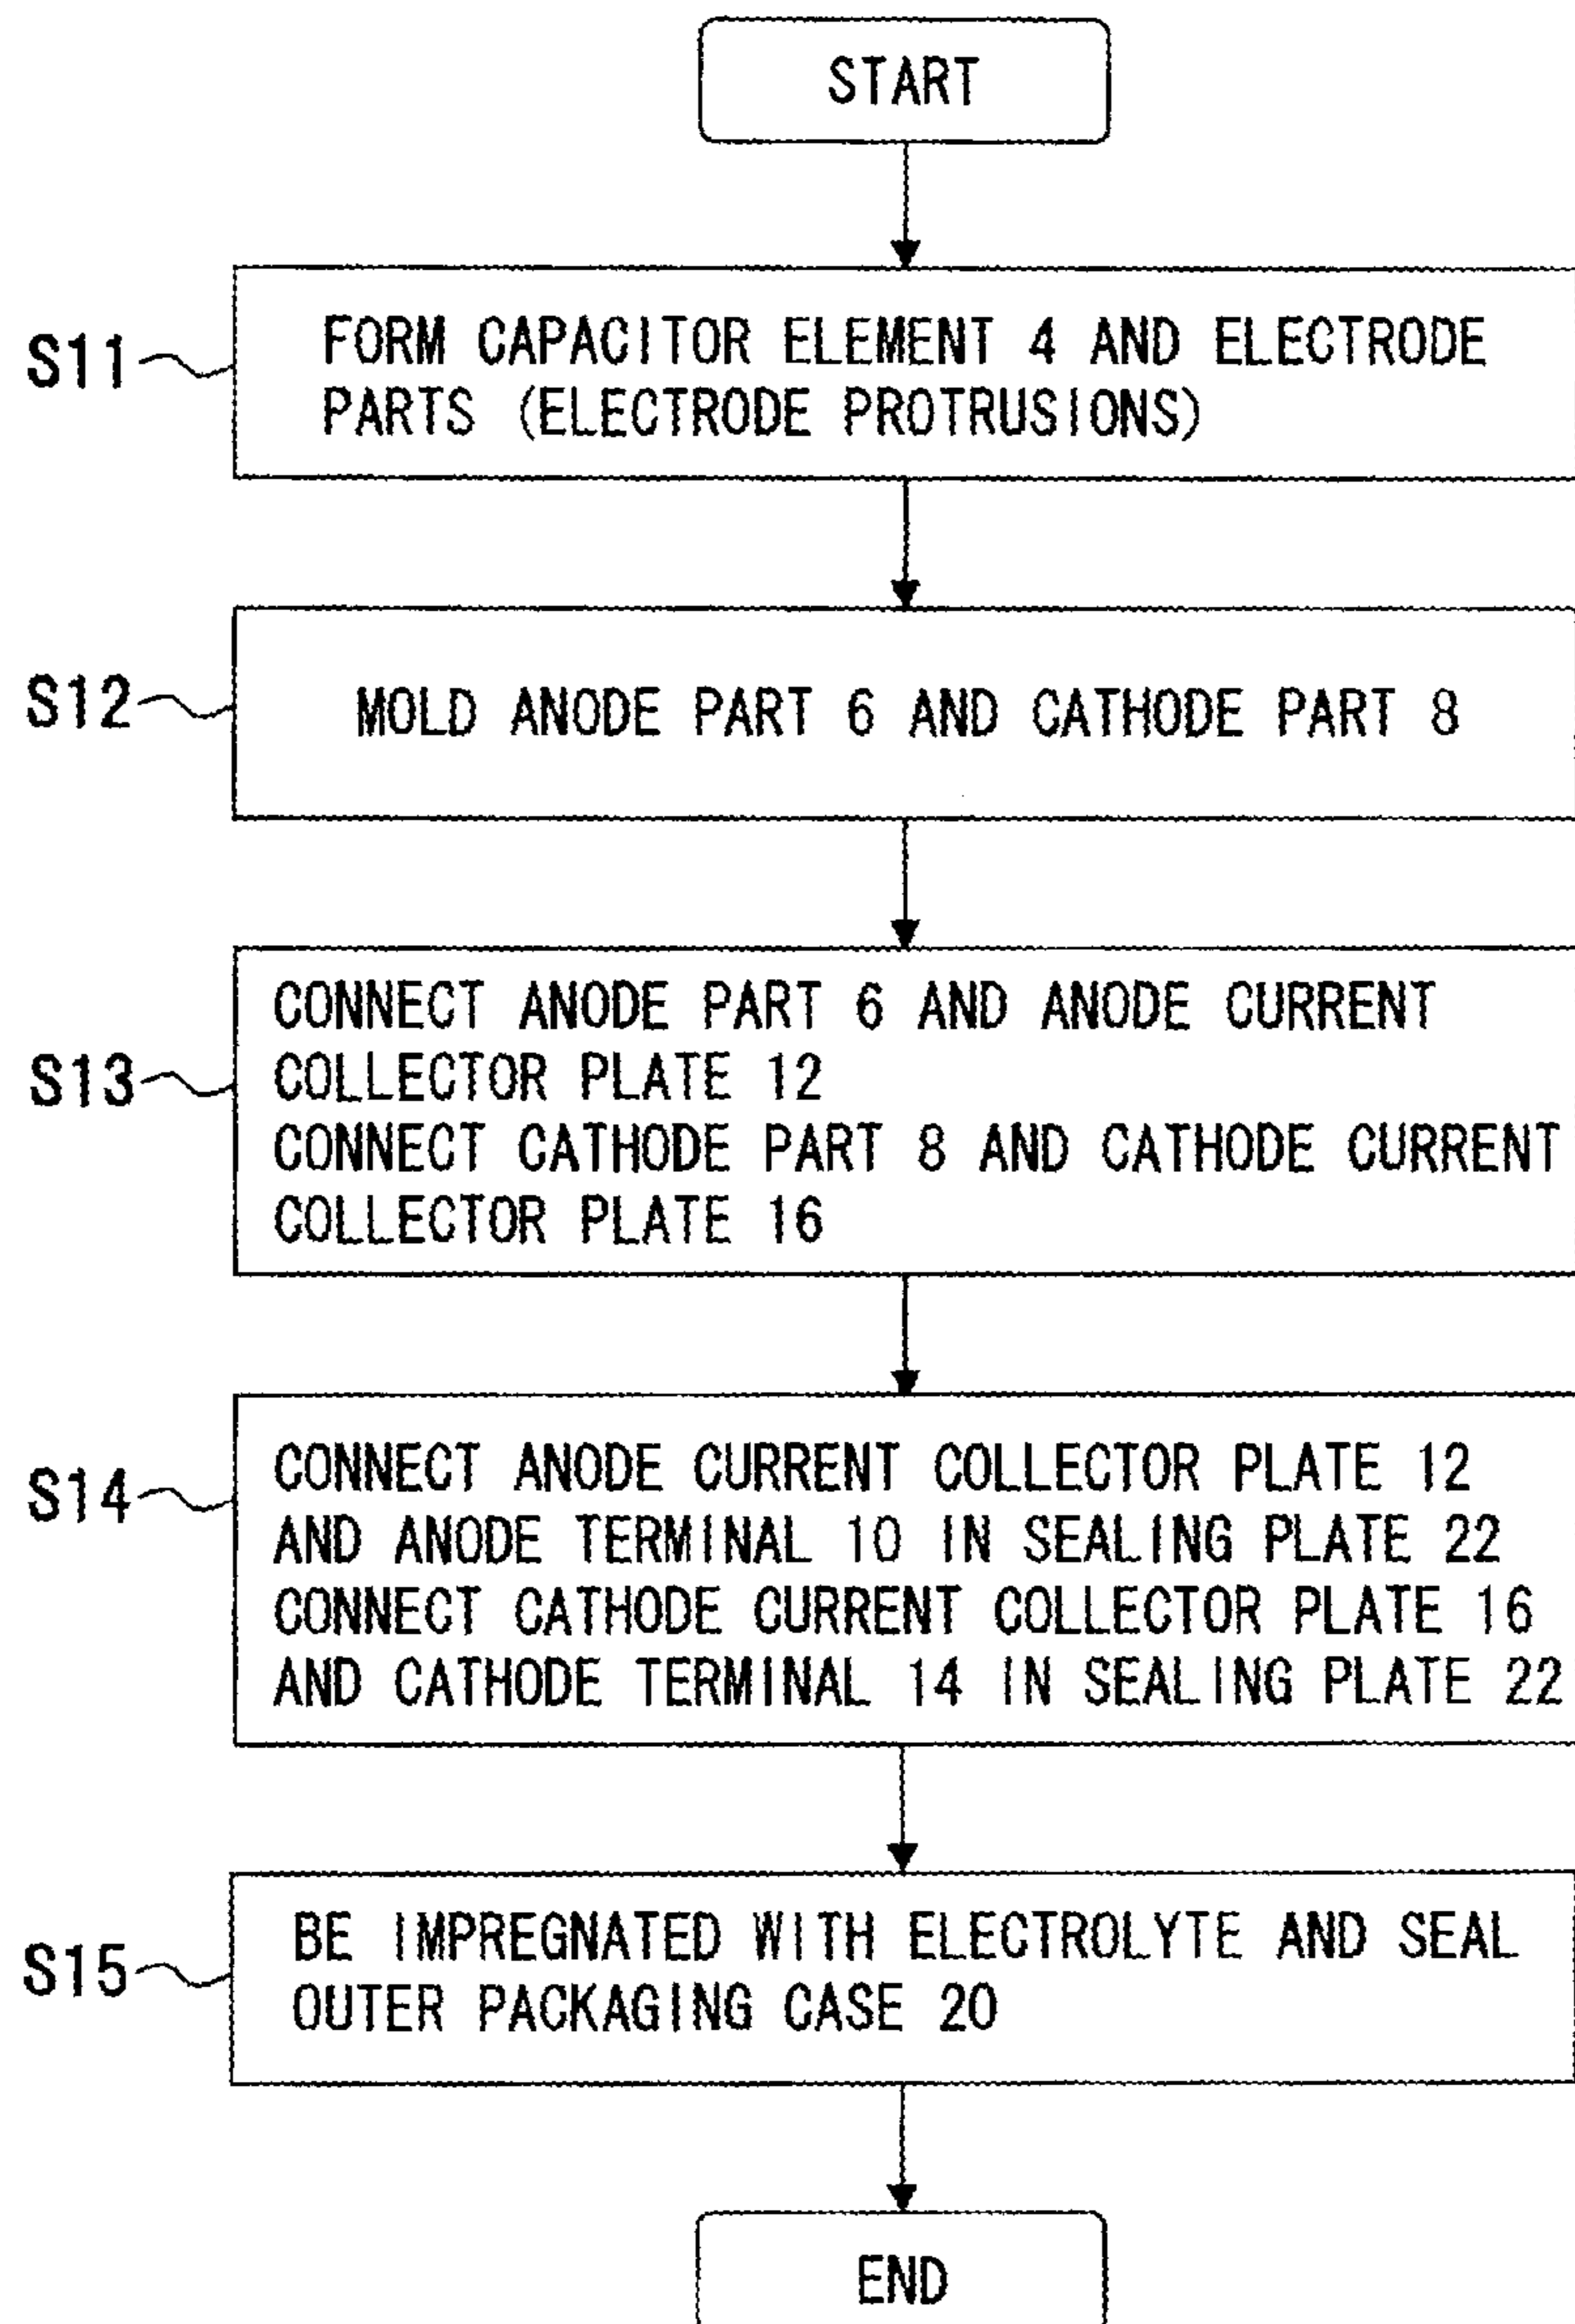 START
S11
FORM CAPACITOR ELEMENT 4 AND ELECTRODE
PARTS (ELECTRODE PROTRUSIONS)
S12
MOLD ANODE PART 6 AND CATHODE PART 8
S13
CONNECT ANODE PART 6 AND ANODE CURRENT
COLLECTOR PLATE 12
CONNECT CATHODE PART 8 AND CATHODE CURRENT
COLLECTOR PLATE 16
S14
CONNECT ANODE CURRENT COLLECTOR PLATE 12
AND ANODE TERMINAL 10 IN SEALING PLATE 22
CONNECT CATHODE CURRENT COLLECTOR PLATE 16
AND CATHODE TERMINAL 14 IN SEALING PLATE 22
S15
BE IMPREGNATED WITH ELECTROLYTE AND SEAL
OUTER PACKAGING CASE 20
END